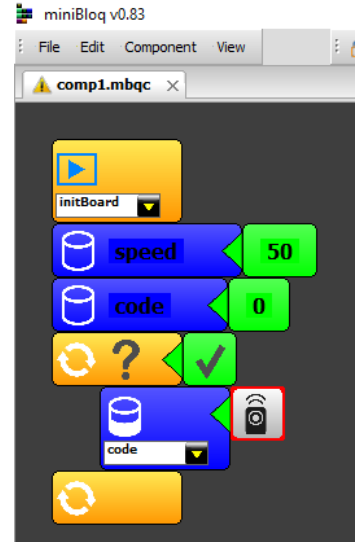 miniBloq v0.83
File Edit Component View
comp1.mbqc
initBoard
speed 50
code 0
?
code